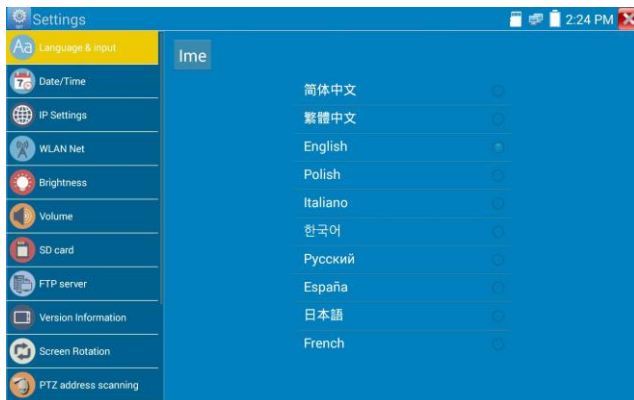 Settings
2:24 PM
Language & input
Date/Time
IP Settings
WLAN Net
Brightness
Volume
SD card
FTP server
Version Information
Screen Rotation
PTZ address scanning
Ime
简体中文
繁體中文
English
Polish
Italiano
한국어
Русский
España
日本語
French